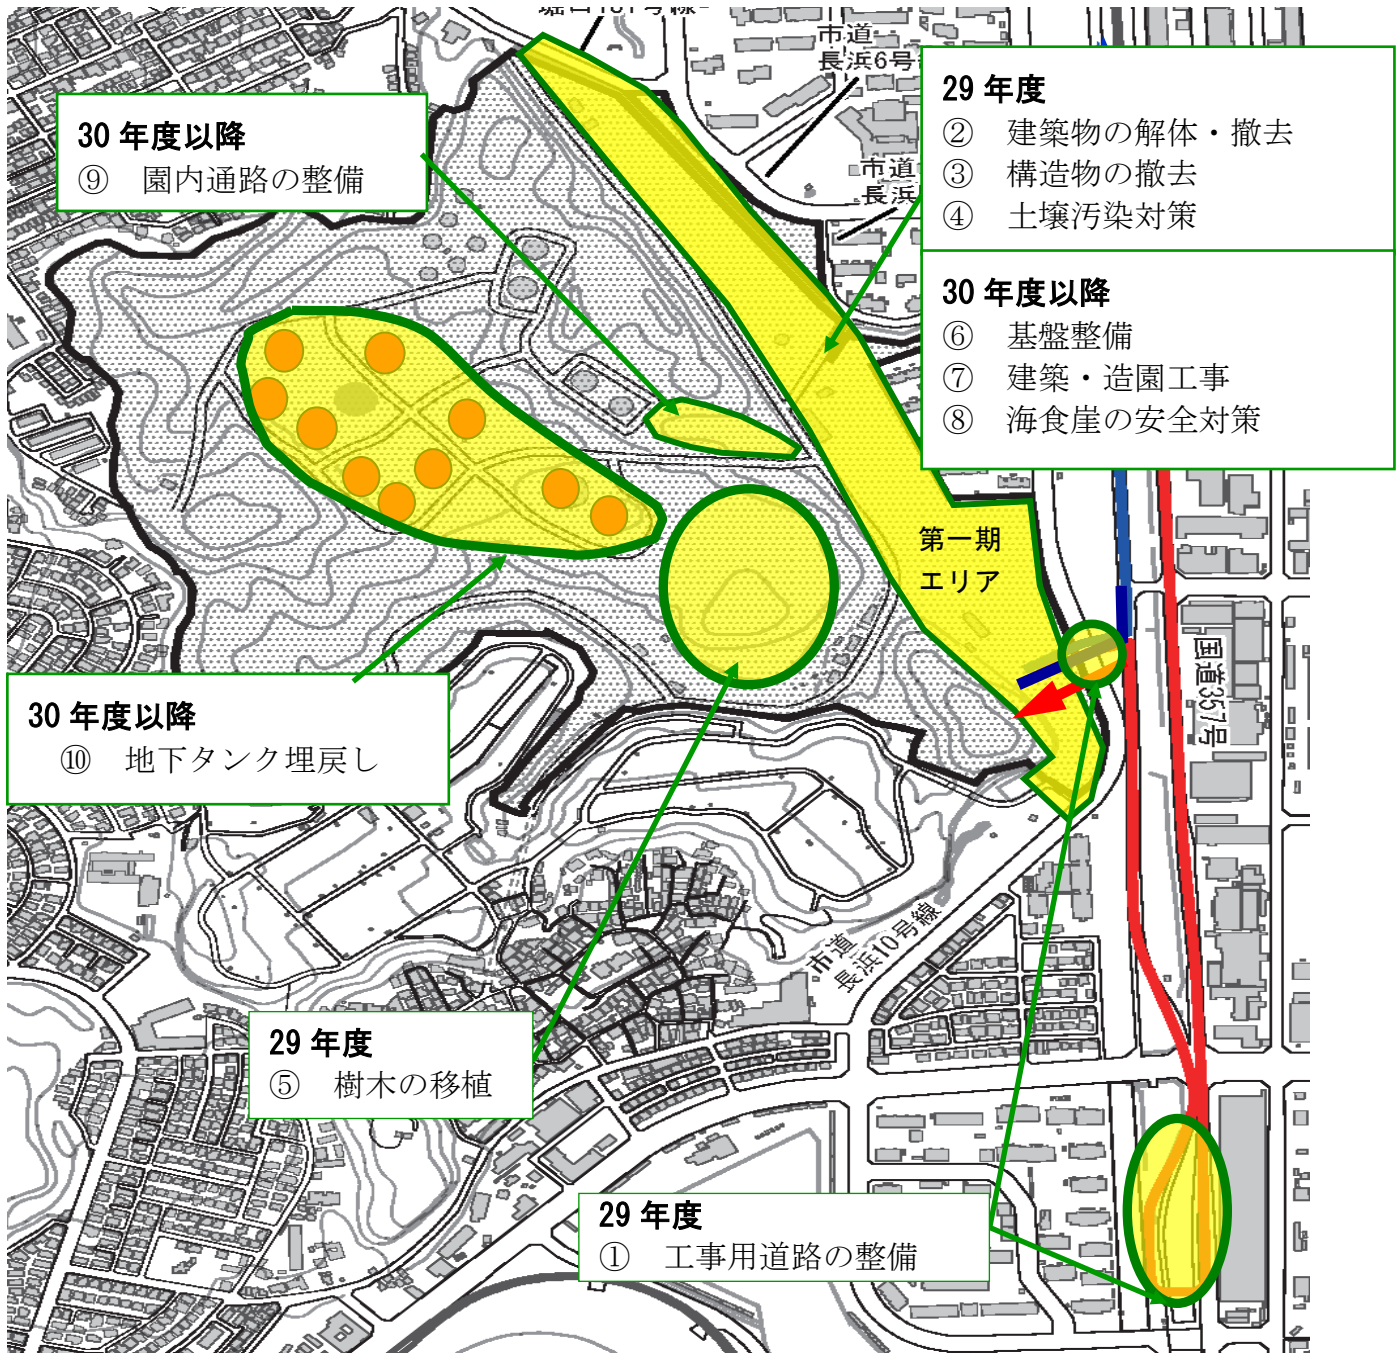 市道
長浜6号
市道
長浜
29 年度
② 建築物の解体・撤去
③ 構造物の撤去
④ 土壌汚染対策
30 年度以降
⑥ 基盤整備
⑦ 建築・造園工事
⑧ 海食崖の安全対策
30 年度以降
⑨ 園内通路の整備
第一期
エリア
国道357号
30 年度以降
⑩ 地下タンク埋戻し
市道
長浜10号線
29 年度
⑤ 樹木の移植
29 年度
① 工事用道路の整備